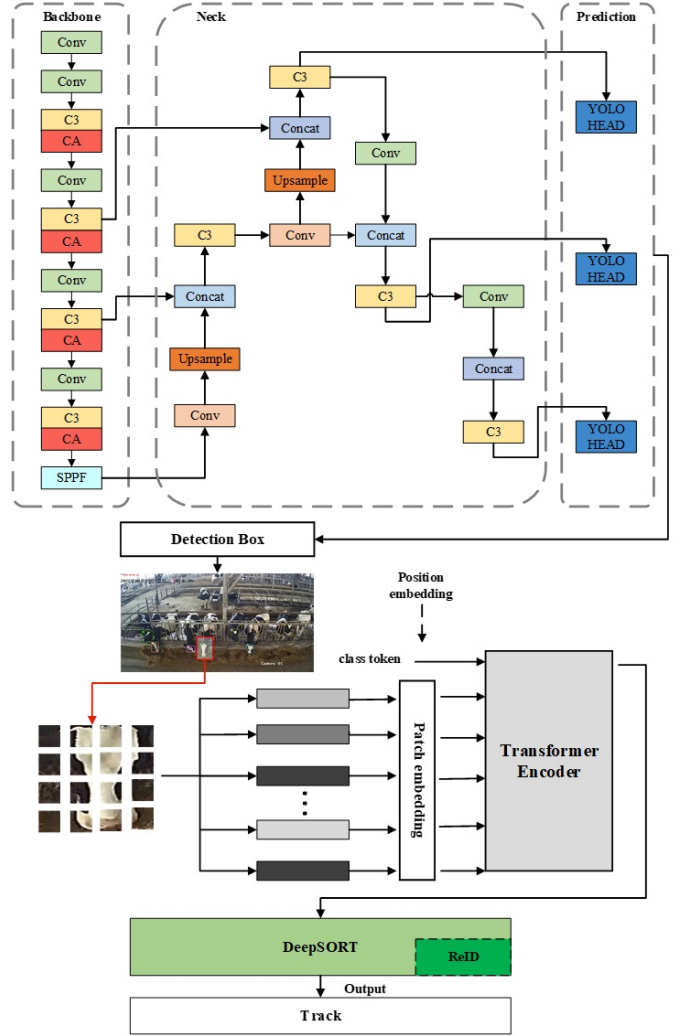 Backbone
Neck
Prediction
Conv
Conv
C3
CA
Conv
C3
CA
Conv
C3
CA
Conv
C3
CA
SPPF
C3
Concat
Upsample
Conv
C3
Conv
Concat
Concat
Upsample
Conv
C3
Conv
Concat
C3
YOLO
HEAD
YOLO
HEAD
YOLO
HEAD
Detection Box
Camera 01
Position
embedding
class token
Patch embedding
Transformer
Encoder
DeepSORT
ReID
Output
Track